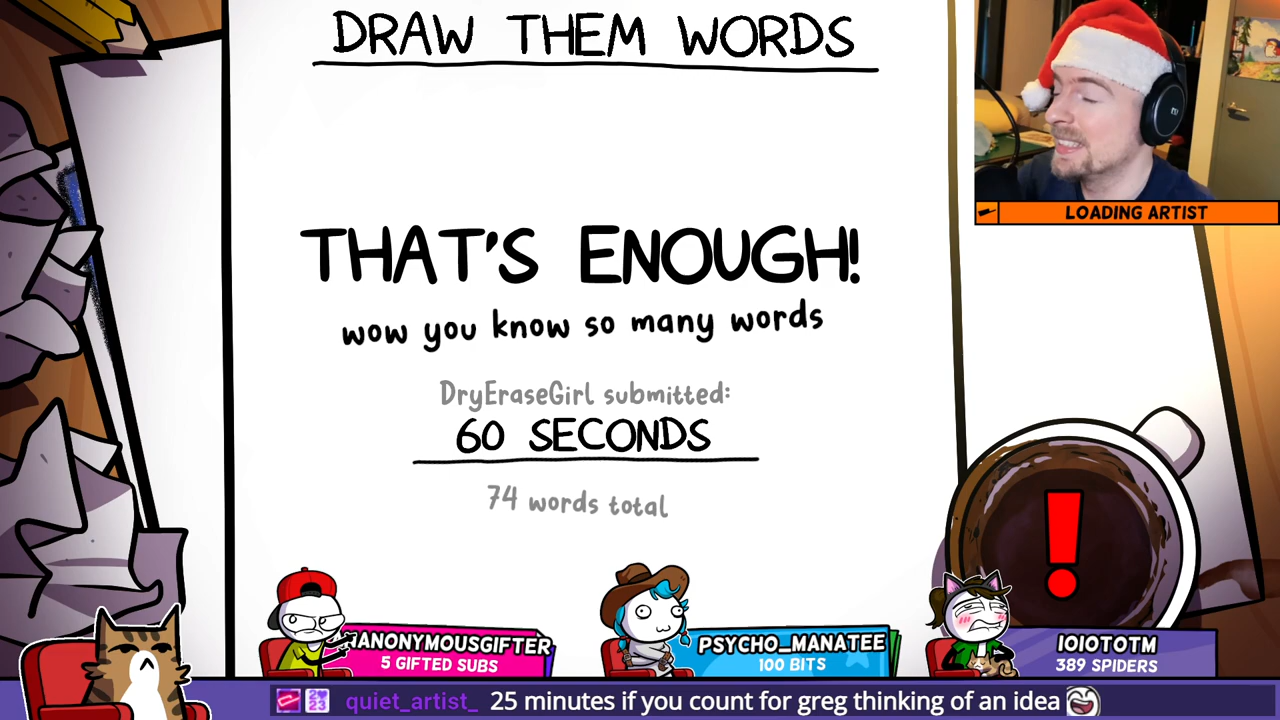 DRAW THEM WORDS
LOADING ARTIST
THAT'S ENOUGH!
wow you know so many words
DryEraseGirl submitted:
60 SECONDS
74 words total
ANONYMOUSGIFTER
5 GIFTED SUBS
PSYCHO_MANATEE
100 BITS
IOIOTOTM
389 SPIDERS
quiet_artist_ 25 minutes if you count for greg thinking of an idea